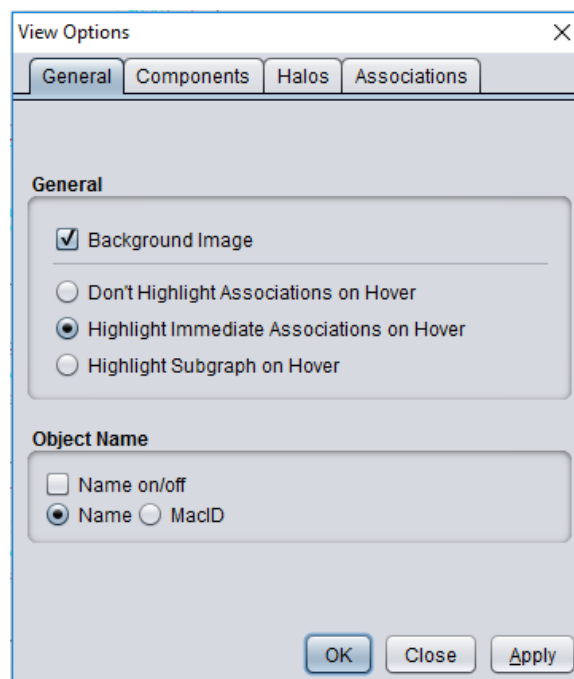 View Options
General Components Halos Associations
General
Background Image
Don't Highlight Associations on Hover
Highlight Immediate Associations on Hover
Highlight Subgraph on Hover
Object Name
Name on/off
Name MacID
OK Close Apply